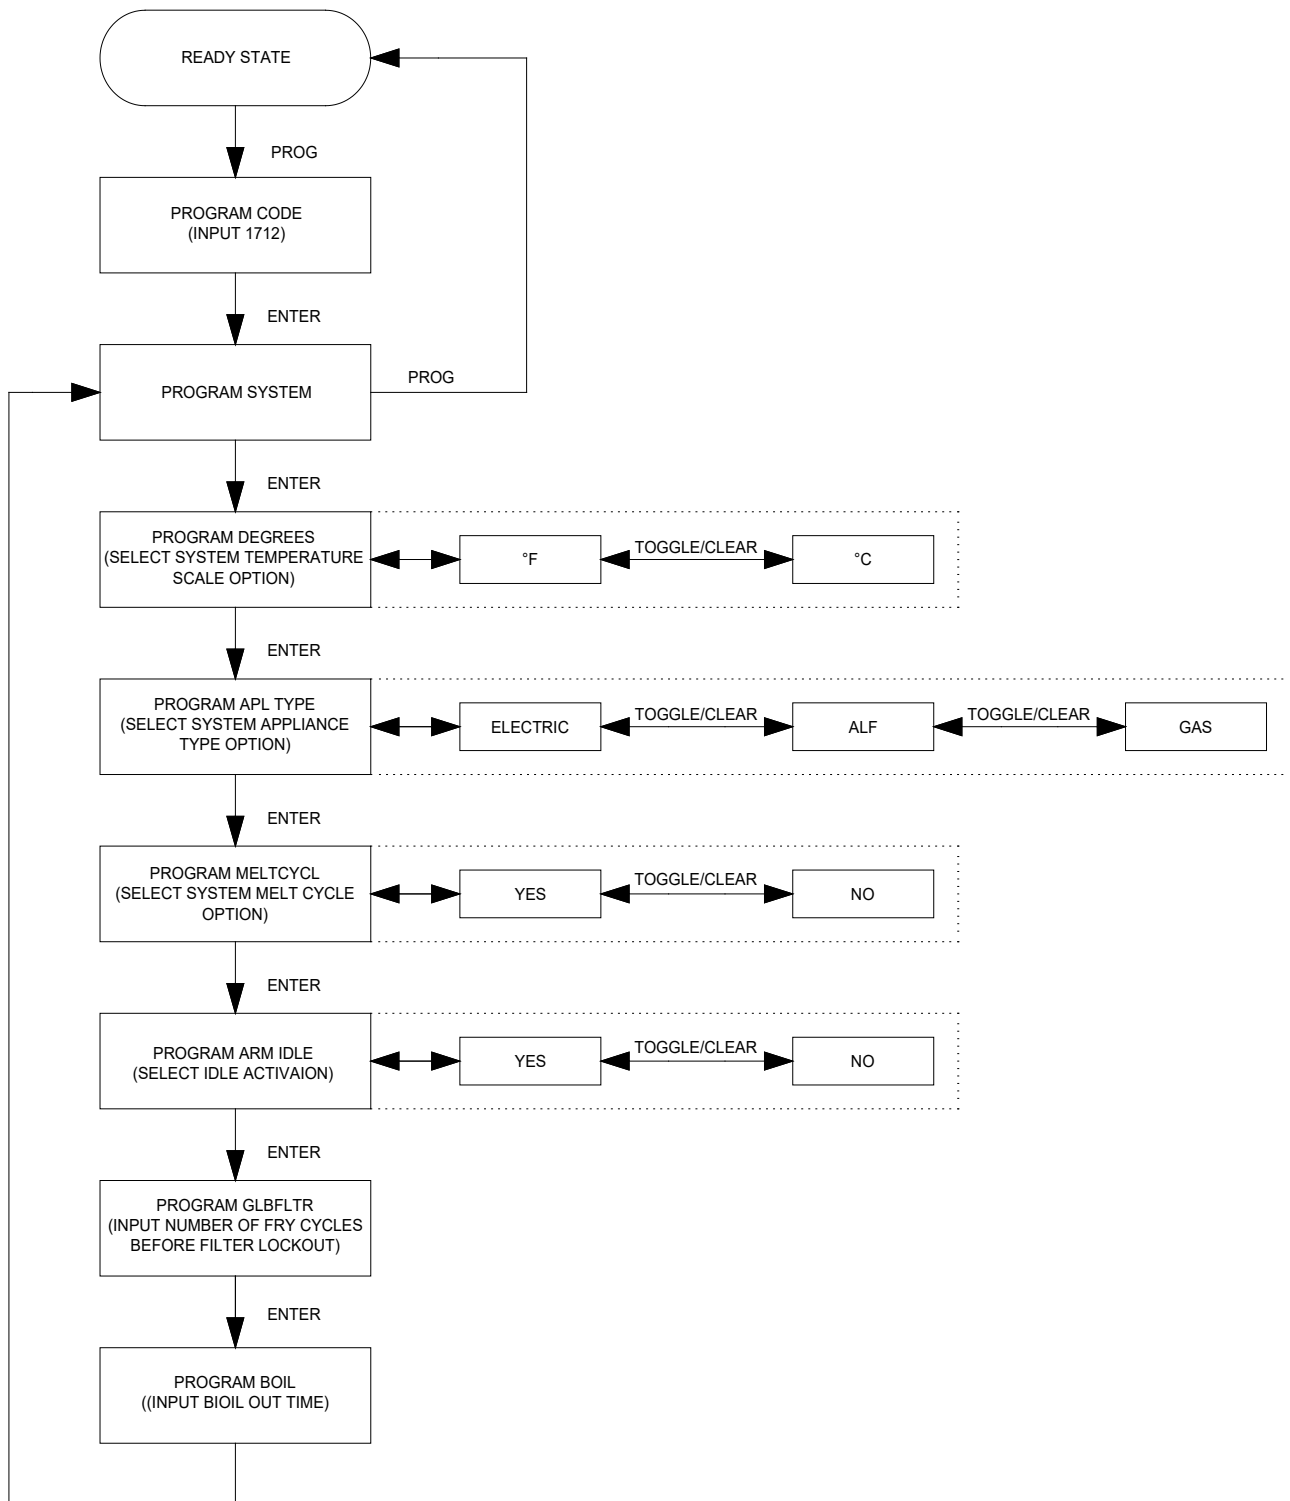 READY STATE
PROG
PROGRAM CODE
(INPUT 1712)
ENTER
PROGRAM SYSTEM
PROG
ENTER
PROGRAM DEGREES
(SELECT SYSTEM TEMPERATURE
SCALE OPTION)
°F
TOGGLE/CLEAR
°C
ENTER
PROGRAM APL TYPE
(SELECT SYSTEM APPLIANCE
TYPE OPTION)
ELECTRIC
TOGGLE/CLEAR
ALF
TOGGLE/CLEAR
GAS
ENTER
PROGRAM MELTCYCL
(SELECT SYSTEM MELT CYCLE
OPTION)
YES
TOGGLE/CLEAR
NO
ENTER
PROGRAM ARM IDLE
(SELECT IDLE ACTIVAION)
YES
TOGGLE/CLEAR
NO
ENTER
PROGRAM GLBFLTR
(INPUT NUMBER OF FRY CYCLES
BEFORE FILTER LOCKOUT)
ENTER
PROGRAM BOIL
((INPUT BIOIL OUT TIME)